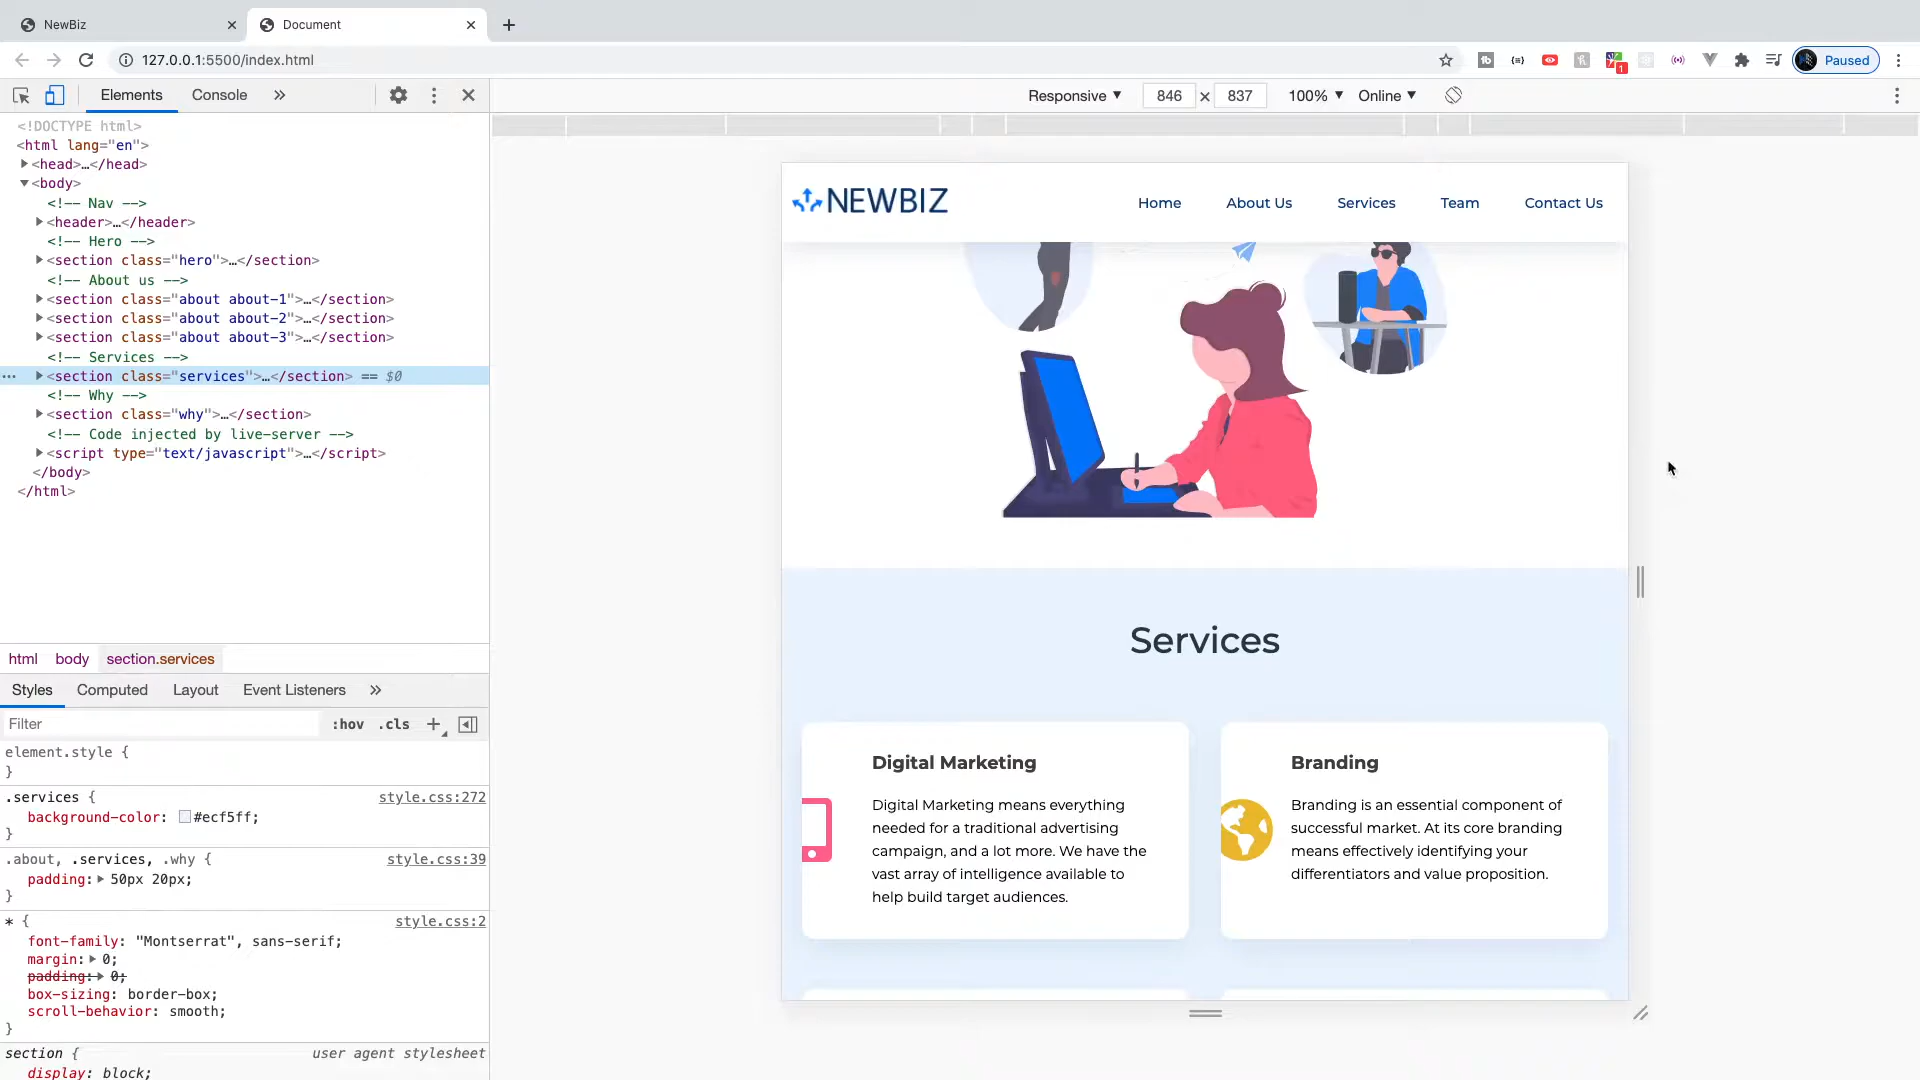 NewBiz
Document
127.0.0.1:5500/index.html
1
Paused
Elements
Console
Responsive
846
×
837
100%
Online
<!DOCTYPE html>
<html lang="en">
<head>…</head>
<body>
<!-- Nav -->
<header>…</header>
<!-- Hero -->
<section class="hero">…</section>
<!-- About us -->
<section class="about about-1">…</section>
<section class="about about-2">…</section>
<section class="about about-3">…</section>
<!-- Services -->
<section class="services">…</section> == $0
<!-- Why -->
<section class="why">…</section>
<!-- Code injected by live-server -->
<script type="text/javascript">…</script>
</body>
</html>
html body section.services
Styles Computed Layout Event Listeners
Filter
:hov .cls
element.style {
}
.services { style.css:272
background-color: #ecf5ff;
}
.about, .services, .why { style.css:39
padding: 50px 20px;
}
* { style.css:2
font-family: "Montserrat", sans-serif;
margin: 0;
padding: 0;
box-sizing: border-box;
scroll-behavior: smooth;
}
section { user agent stylesheet
display: block;
NEWBIZ
Home
About Us
Services
Team
Contact Us
Services
Digital Marketing
Digital Marketing means everything
needed for a traditional advertising
campaign, and a lot more. We have the
vast array of intelligence available to
help build target audiences.
Branding
Branding is an essential component of
successful market. At its core branding
means effectively identifying your
differentiators and value proposition.